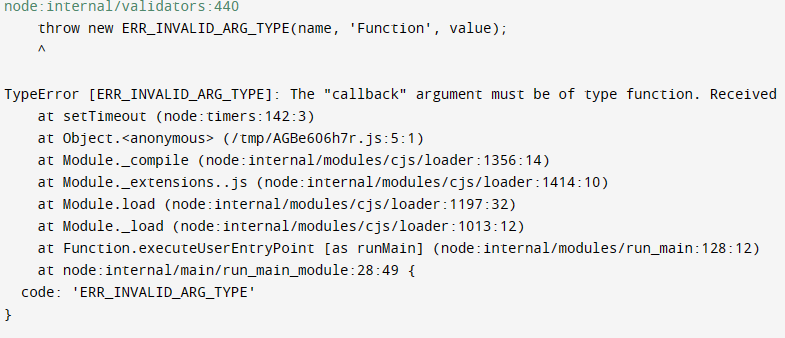 node:internal/validators:440
throw new ERR_INVALID_ARG_TYPE(name, 'Function', value);
^
TypeError [ERR_INVALID_ARG_TYPE]: The "callback" argument must be of type function. Received
at setTimeout (node:timers:142:3)
at Object.<anonymous> (/tmp/AGBe606h7r.js:5:1)
at Module._compile (node:internal/modules/cjs/loader:1356:14)
at Module._extensions..js (node:internal/modules/cjs/loader:1414:10)
at Module.load (node:internal/modules/cjs/loader:1197:32)
at Module._load (node:internal/modules/cjs/loader:1013:12)
at Function.executeUserEntryPoint [as runMain] (node:internal/modules/run_main:128:12)
at node:internal/main/run_main_module:28:49 {
code: 'ERR_INVALID_ARG_TYPE'
}